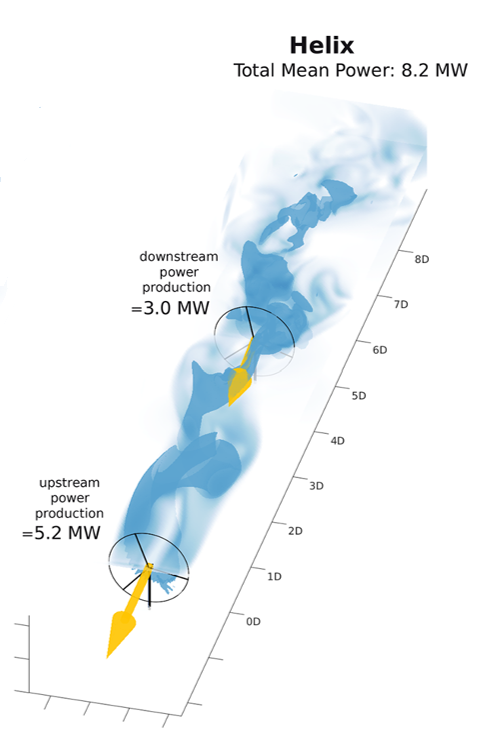 Helix
Total Mean Power: 8.2 MW
downstream
power
production
=3.0 MW
8D
7D
6D
5D
4D
upstream
power
production
=5.2 MW
3D
2D
1D
0D